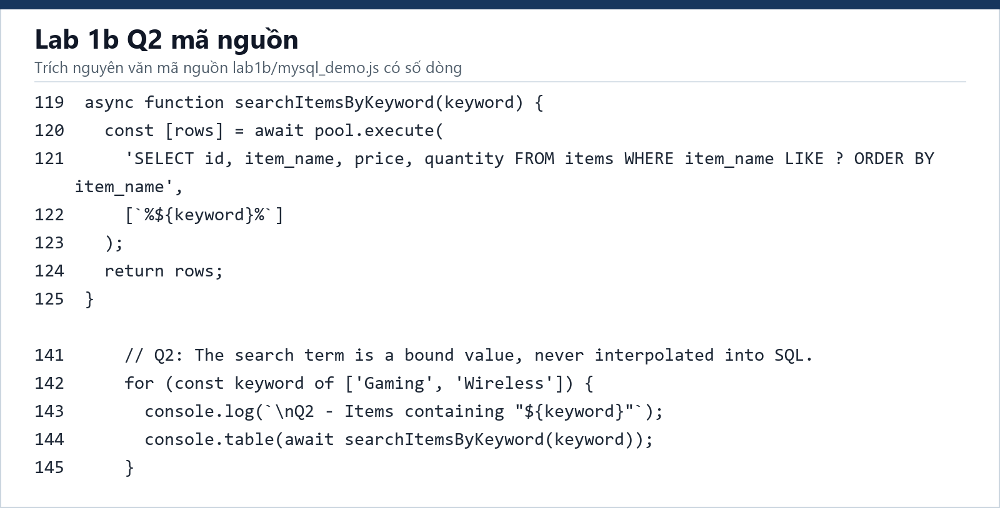 Lab 1b Q2 mã nguồn
Trích nguyên văn mã nguồn lab1b/mysql_demo.js có số dòng
119  async function searchItemsByKeyword(keyword) {
120    const [rows] = await pool.execute(
121      'SELECT id, item_name, price, quantity FROM items WHERE item_name LIKE ? ORDER BY
item_name',
122      [`%${keyword}%`]
123    );
124    return rows;
125  }
141      // Q2: The search term is a bound value, never interpolated into SQL.
142      for (const keyword of ['Gaming', 'Wireless']) {
143        console.log(`\nQ2 - Items containing "${keyword}"`);
144        console.table(await searchItemsByKeyword(keyword));
145      }